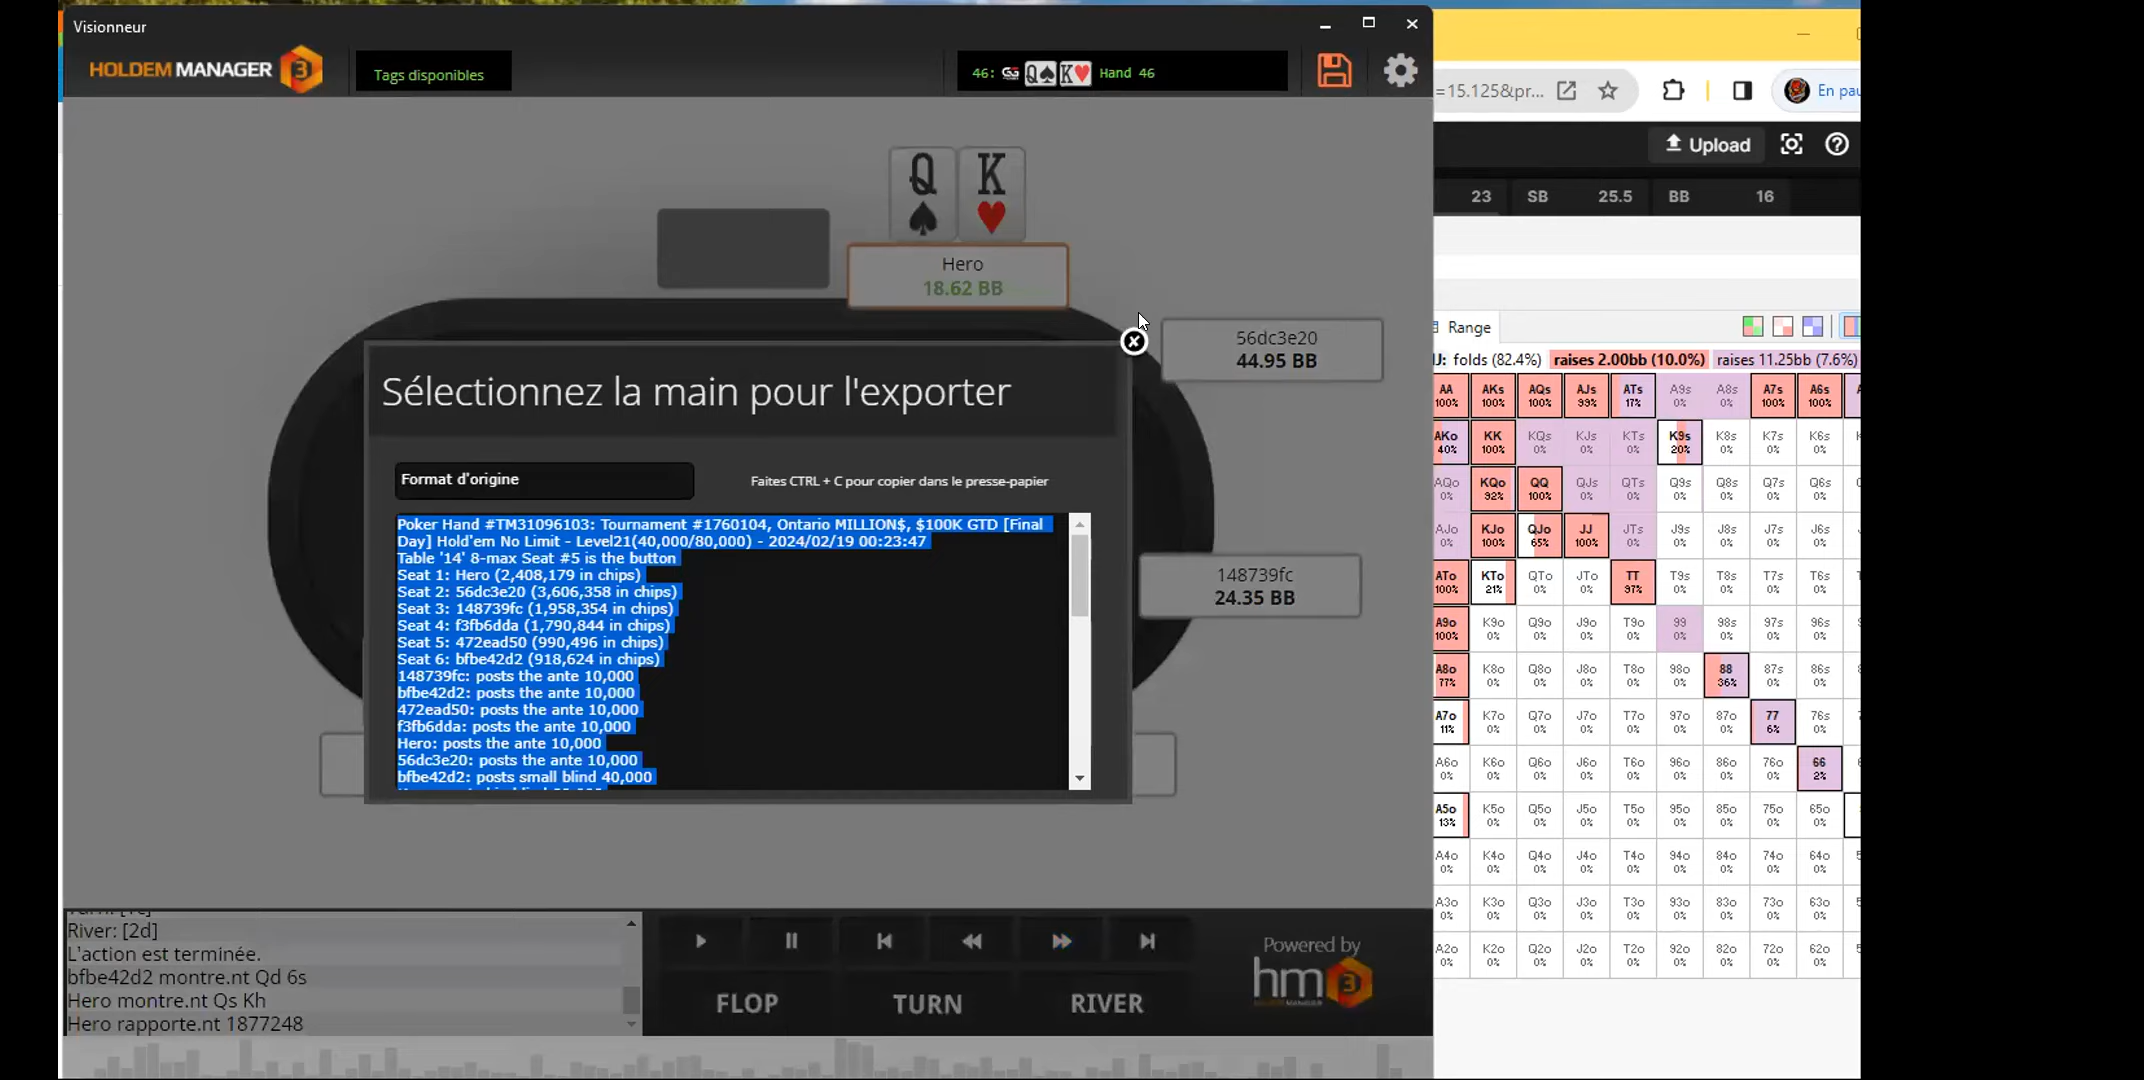 Visionneur
HOLDEM MANAGER 3
Tags disponibles
46: GG Q K Hand 46
=15.125&pr...
En pau
Upload
23 SB 25.5 BB 16
Q K
Hero
18.62 BB
56dc3e20
44.95 BB
148739fc
24.35 BB
Sélectionnez la main pour l'exporter
Format d'origine
Faites CTRL + C pour copier dans le presse-papier
Poker Hand #TM31096103: Tournament #1760104, Ontario MILLION$, $100K GTD [Final
Day] Hold'em No Limit - Level21(40,000/80,000) - 2024/02/19 00:23:47
Table '14' 8-max Seat #5 is the button
Seat 1: Hero (2,408,179 in chips)
Seat 2: 56dc3e20 (3,606,358 in chips)
Seat 3: 148739fc (1,958,354 in chips)
Seat 4: f3fb6dda (1,790,844 in chips)
Seat 5: 472ead50 (990,496 in chips)
Seat 6: bfbe42d2 (918,624 in chips)
148739fc: posts the ante 10,000
bfbe42d2: posts the ante 10,000
472ead50: posts the ante 10,000
f3fb6dda: posts the ante 10,000
Hero: posts the ante 10,000
56dc3e20: posts the ante 10,000
bfbe42d2: posts small blind 40,000
River: [2d]
L'action est terminée.
bfbe42d2 montre.nt Qd 6s
Hero montre.nt Qs Kh
Hero rapporte.nt 1877248
FLOP TURN RIVER
Powered by
hm 3
Range
J: folds (82.4%) raises 2.00bb (10.0%) raises 11.25bb (7.6%)
AA AKs AQs AJs ATs A9s A8s A7s A6s
100% 100% 100% 99% 17% 0% 0% 100% 100%
AKo KK KQs KJs KTs K9s K8s K7s K6s
40% 100% 0% 0% 0% 20% 0% 0% 0%
AQo KQo QQ QJs QTs Q9s Q8s Q7s Q6s
0% 92% 100% 0% 0% 0% 0% 0% 0%
AJo KJo QJo JJ JTs J9s J8s J7s J6s
0% 100% 65% 100% 0% 0% 0% 0% 0%
ATo KTo QTo JTo TT T9s T8s T7s T6s
100% 21% 0% 0% 97% 0% 0% 0% 0%
A9o K9o Q9o J9o T9o 99 98s 97s 96s
100% 0% 0% 0% 0% 0% 0% 0% 0%
A8o K8o Q8o J8o T8o 98o 88 87s 86s
77% 0% 0% 0% 0% 0% 36% 0% 0%
A7o K7o Q7o J7o T7o 97o 87o 77 76s
11% 0% 0% 0% 0% 0% 0% 6% 0%
A6o K6o Q6o J6o T6o 96o 86o 76o 66
0% 0% 0% 0% 0% 0% 0% 0% 2%
A5o K5o Q5o J5o T5o 95o 85o 75o 65o
13% 0% 0% 0% 0% 0% 0% 0% 0%
A4o K4o Q4o J4o T4o 94o 84o 74o 64o
0% 0% 0% 0% 0% 0% 0% 0% 0%
A3o K3o Q3o J3o T3o 93o 83o 73o 63o
0% 0% 0% 0% 0% 0% 0% 0% 0%
A2o K2o Q2o J2o T2o 92o 82o 72o 62o
0% 0% 0% 0% 0% 0% 0% 0% 0%